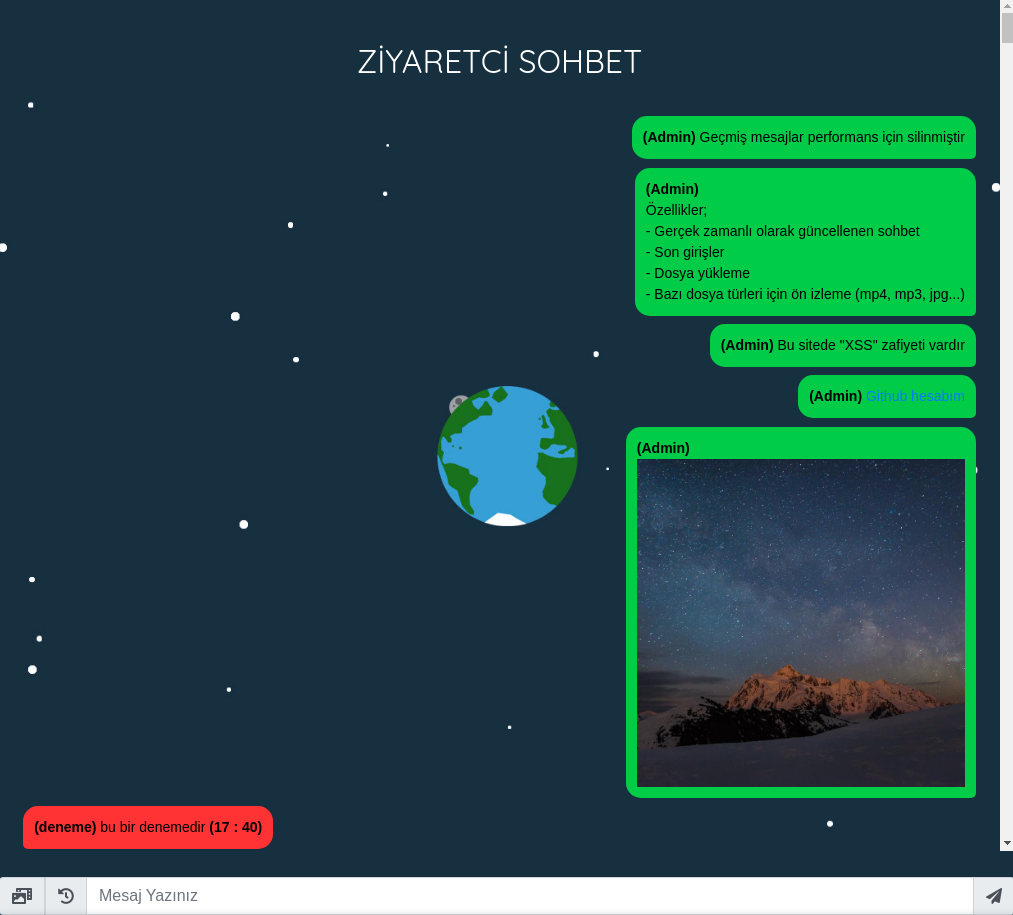 ZİYARETCİ SOHBET
(Admin) Geçmiş mesajlar performans için silinmiştir
(Admin)
Özellikler;
- Gerçek zamanlı olarak güncellenen sohbet
- Son girişler
- Dosya yükleme
- Bazı dosya türleri için ön izleme (mp4, mp3, jpg...)
(Admin) Bu sitede "XSS" zafiyeti vardır
(Admin) Github hesabım
(Admin)
(deneme) bu bir denemedir (17 : 40)
Mesaj Yazınız